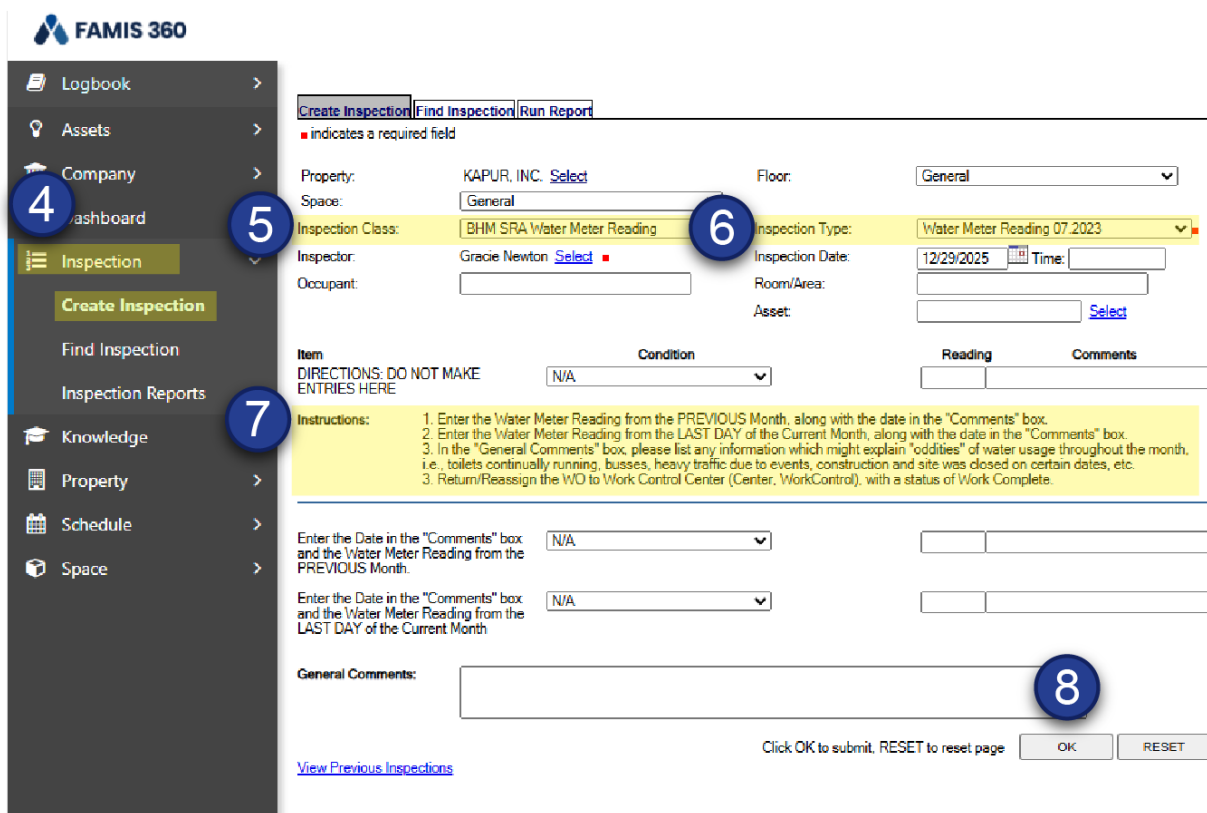 FAMIS 360
Logbook
Assets
Company
4
Dashboard
Inspection
Create Inspection
Find Inspection
Inspection Reports
Knowledge
Property
Schedule
Space
Create Inspection Find Inspection Run Report
indicates a required field
Property: KAPUR, INC. Select Floor: General
Space: General
5 Inspection Class: BHM SRA Water Meter Reading 6 Inspection Type: Water Meter Reading 07.2023
Inspector: Gracie Newton Select Inspection Date: 12/29/2025 Time:
Occupant: Room/Area:
Asset: Select
Item Condition Reading Comments
DIRECTIONS: DO NOT MAKE N/A
ENTRIES HERE
7 Instructions: 1. Enter the Water Meter Reading from the PREVIOUS Month, along with the date in the "Comments" box.
2. Enter the Water Meter Reading from the LAST DAY of the Current Month, along with the date in the "Comments" box.
3. In the "General Comments" box, please list any information which might explain "oddities" of water usage throughout the month,
i.e., toilets continually running, busses, heavy traffic due to events, construction and site was closed on certain dates, etc.
3. Return/Reassign the WO to Work Control Center (Center, WorkControl), with a status of Work Complete.
Enter the Date in the "Comments" box N/A
and the Water Meter Reading from the
PREVIOUS Month.
Enter the Date in the "Comments" box N/A
and the Water Meter Reading from the
LAST DAY of the Current Month
General Comments:
8
Click OK to submit, RESET to reset page OK RESET
View Previous Inspections